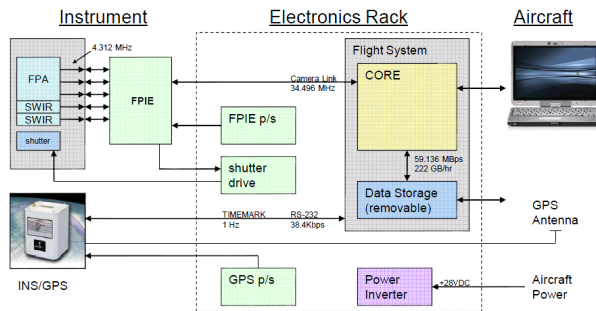 Instrument
Electronics Rack
Aircraft
4.312 MHz
Flight System
FPA
FPIE
Camera Link
34.496 MHz
CORE
SWIR
SWIR
FPIE p/s
shutter
shutter
drive
59.136 MBps
222 GB/hr
Data Storage
(removable)
GPS
Antenna
TIMEMARK
RS-232
1 Hz
38.4Kbps
INS/GPS
GPS p/s
Power
Inverter
+28VDC
Aircraft
Power